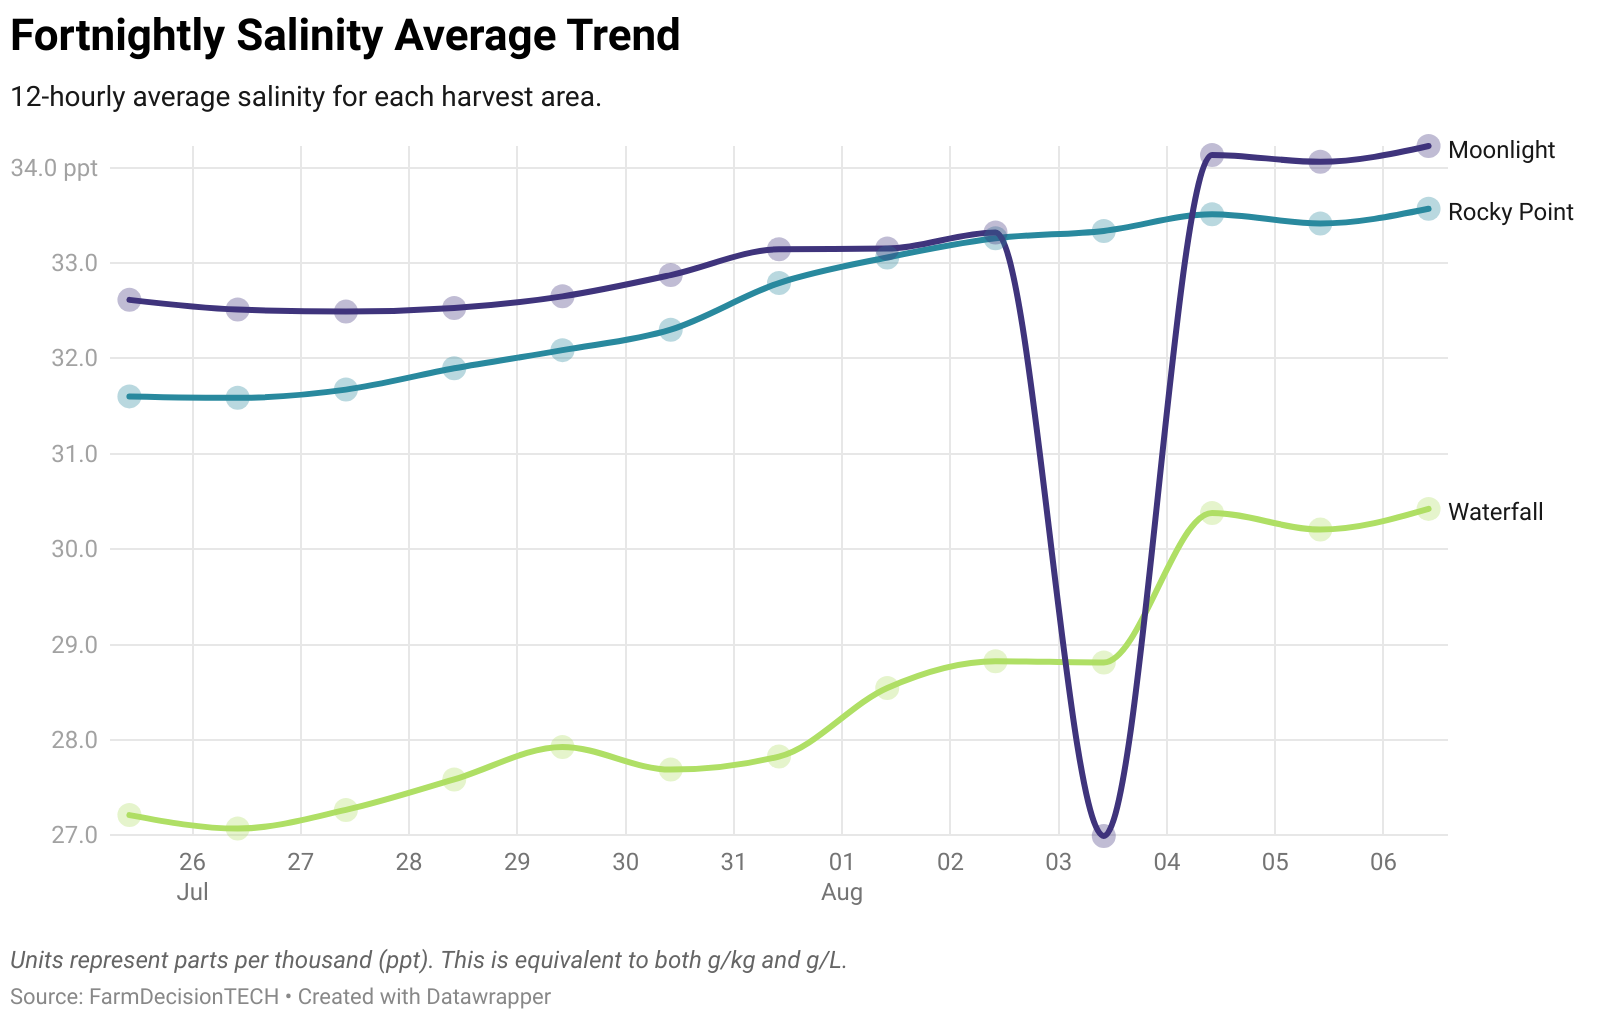 Fortnightly Salinity Average Trend
12-hourly average salinity for each harvest area.
34.0 ppt
33.0
32.0
31.0
30.0
29.0
28.0
27.0
Moonlight
Rocky Point
Waterfall
26 27 28 29 30 31 01 02 03 04 05 06
Jul Aug
Units represent parts per thousand (ppt). This is equivalent to both g/kg and g/L.
Source: FarmDecisionTECH • Created with Datawrapper